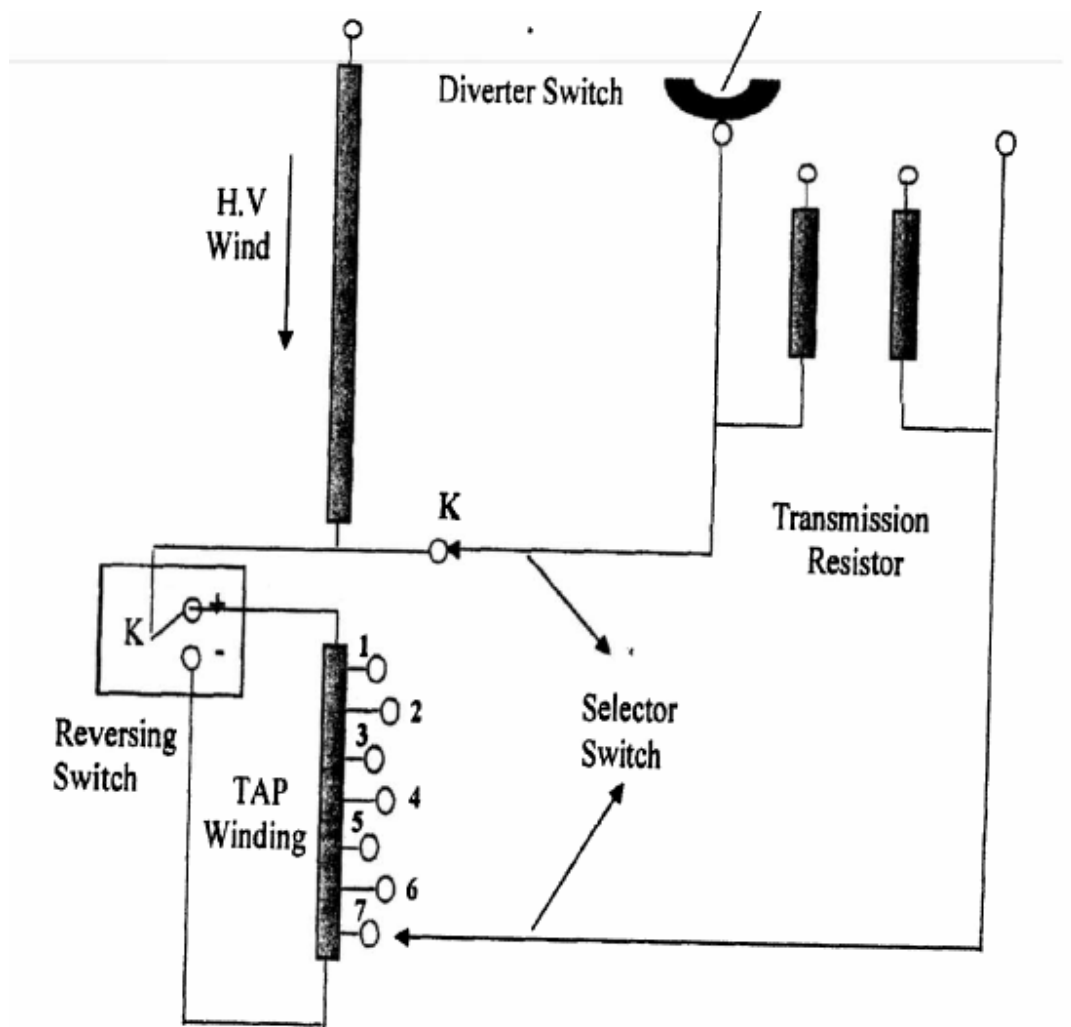 Diverter Switch
H.V
Wind
K
Transmission
Resistor
K
+
-
Reversing
Switch
TAP
Winding
1
2
3
4
5
6
7
Selector
Switch